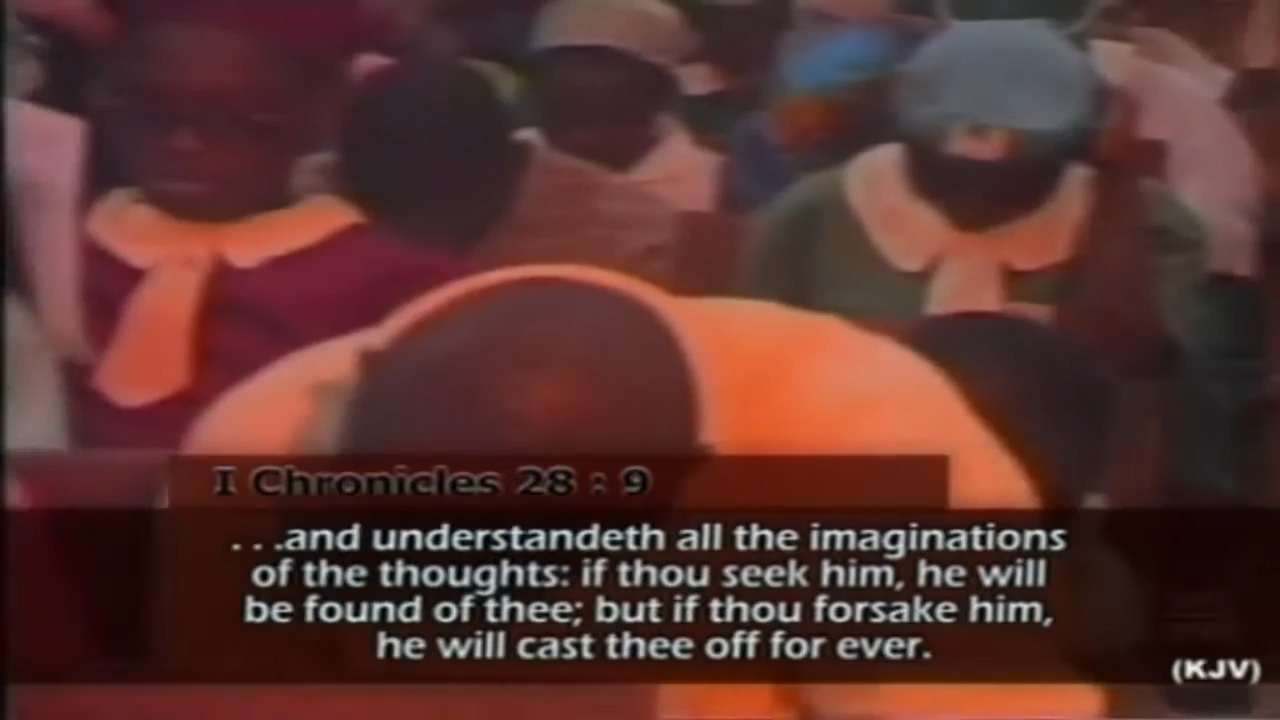 I Chronicles 28 : 9
. . .and understandeth all the imaginations
of the thoughts: if thou seek him, he will
be found of thee; but if thou forsake him,
he will cast thee off for ever.
(KJV)